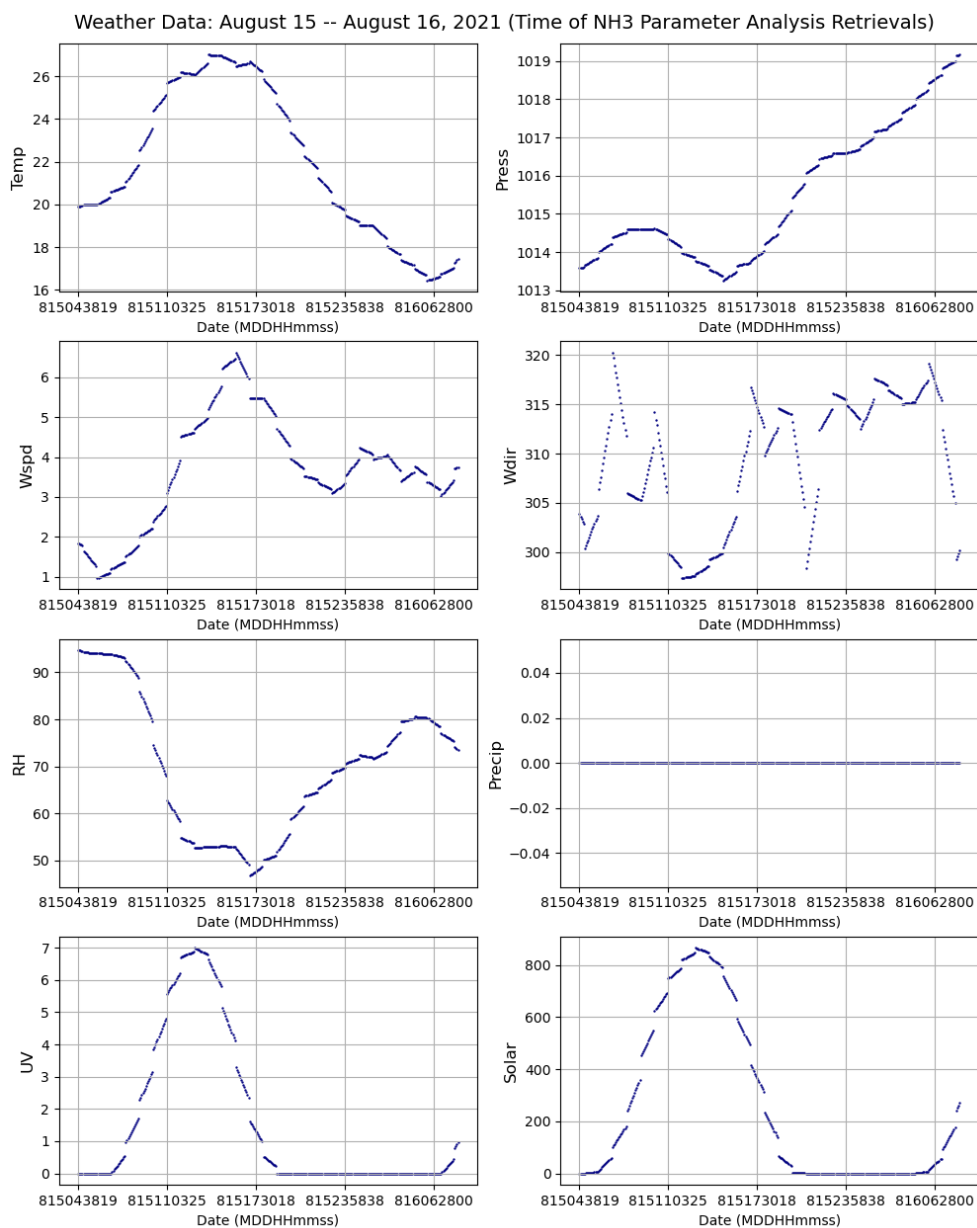 Weather Data: August 15 -- August 16, 2021 (Time of NH3 Parameter Analysis Retrievals)
Temp
26
24
22
20
18
16
815043819 815110325 815173018 815235838 816062800
Date (MDDHHmmss)
Press
1019
1018
1017
1016
1015
1014
1013
815043819 815110325 815173018 815235838 816062800
Date (MDDHHmmss)
Wspd
6
5
4
3
2
1
815043819 815110325 815173018 815235838 816062800
Date (MDDHHmmss)
Wdir
320
315
310
305
300
815043819 815110325 815173018 815235838 816062800
Date (MDDHHmmss)
RH
90
80
70
60
50
815043819 815110325 815173018 815235838 816062800
Date (MDDHHmmss)
Precip
0.04
0.02
0.00
−0.02
−0.04
815043819 815110325 815173018 815235838 816062800
Date (MDDHHmmss)
UV
7
6
5
4
3
2
1
0
815043819 815110325 815173018 815235838 816062800
Date (MDDHHmmss)
Solar
800
600
400
200
0
815043819 815110325 815173018 815235838 816062800
Date (MDDHHmmss)